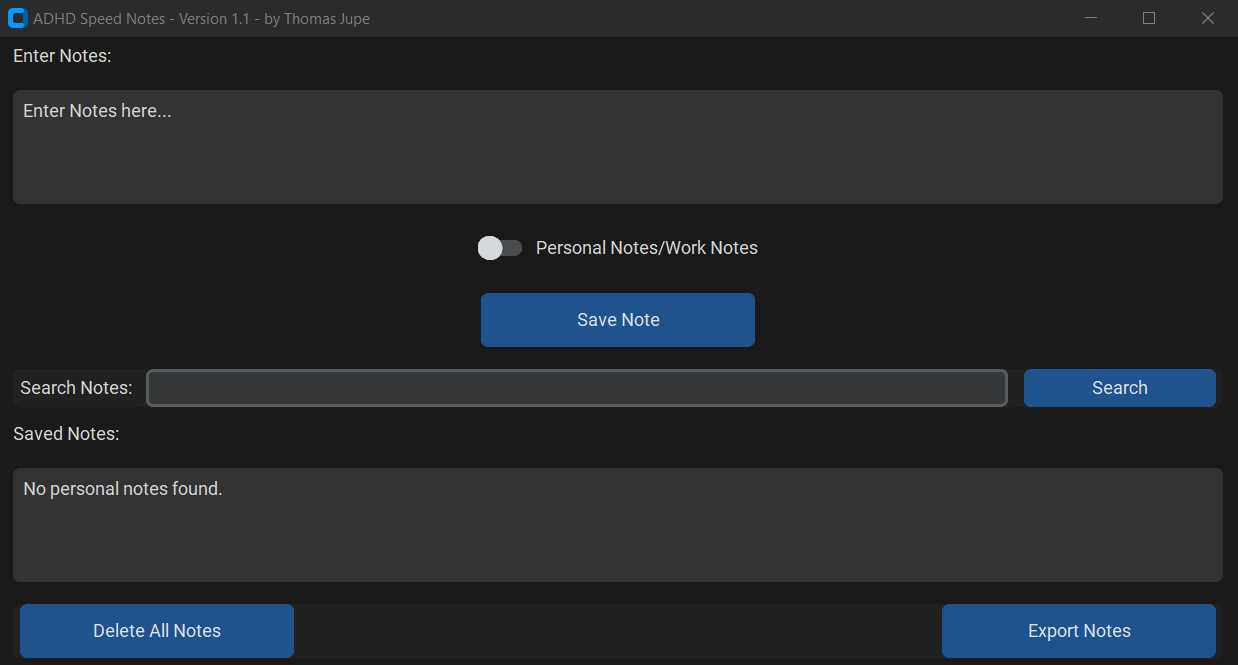 ADHD Speed Notes - Version 1.1 - by Thomas Jupe
Enter Notes:
Enter Notes here...
Personal Notes/Work Notes
Save Note
Search Notes:
Search
Saved Notes:
No personal notes found.
Delete All Notes
Export Notes